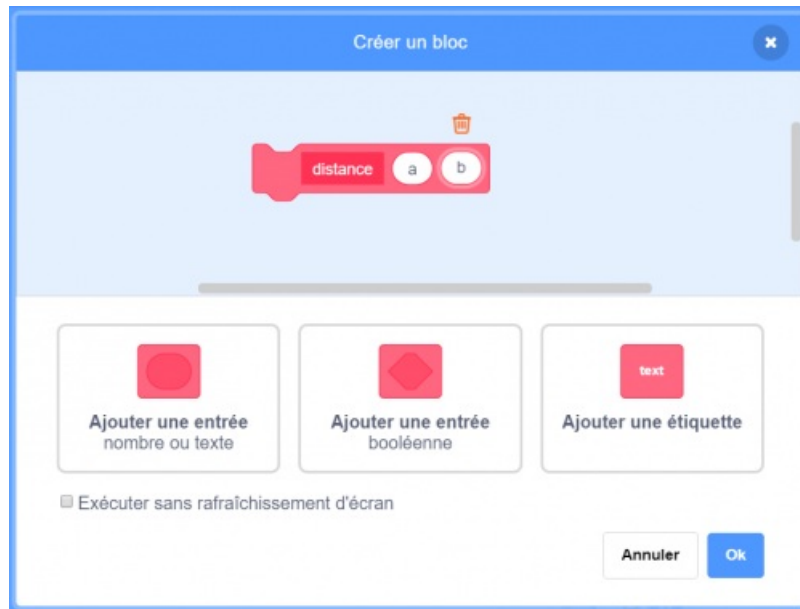 Créer un bloc
distance a b
Ajouter une entrée
nombre ou texte
Ajouter une entrée
booléenne
text
Ajouter une étiquette
Exécuter sans rafraîchissement d'écran
Annuler Ok